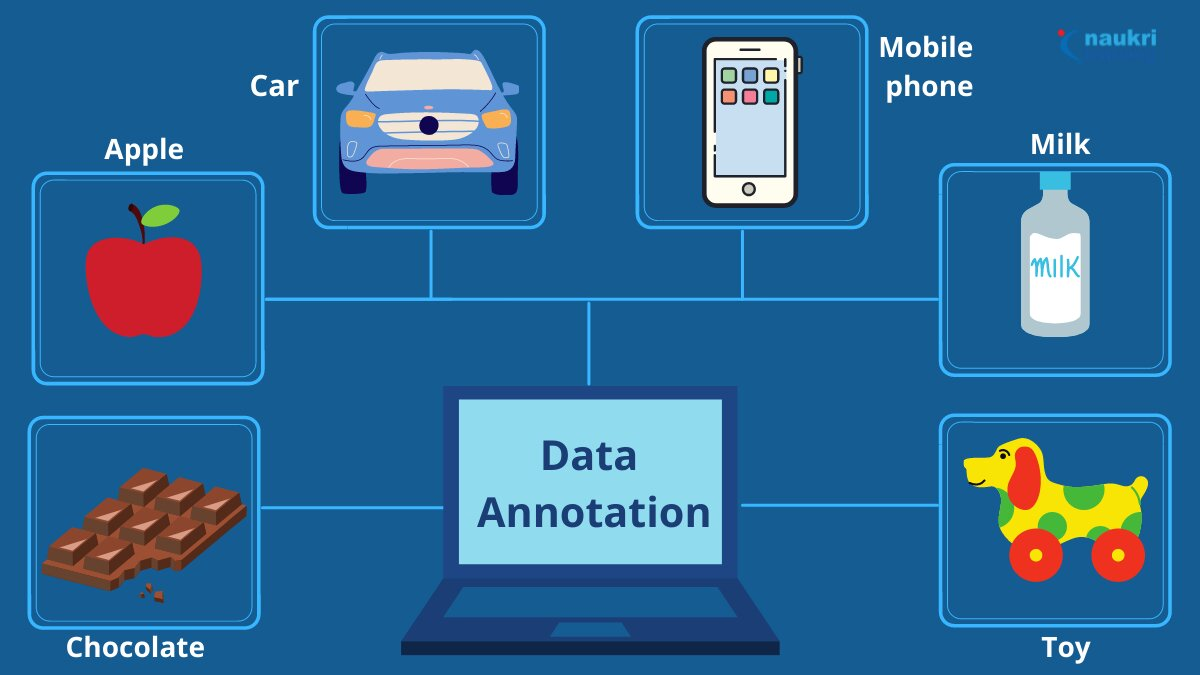 Car
Mobile
phone
naukri
Apple
Milk
milk
Data
Annotation
Chocolate
Toy